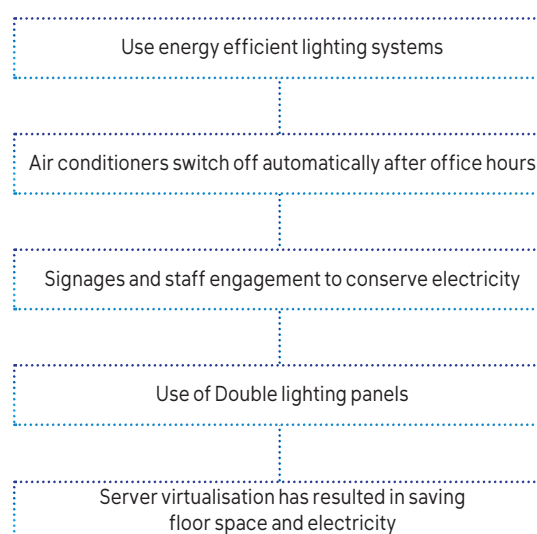 Use energy efficient lighting systems
Air conditioners switch off automatically after office hours
Signages and staff engagement to conserve electricity
Use of Double lighting panels
Server virtualisation has resulted in saving
floor space and electricity